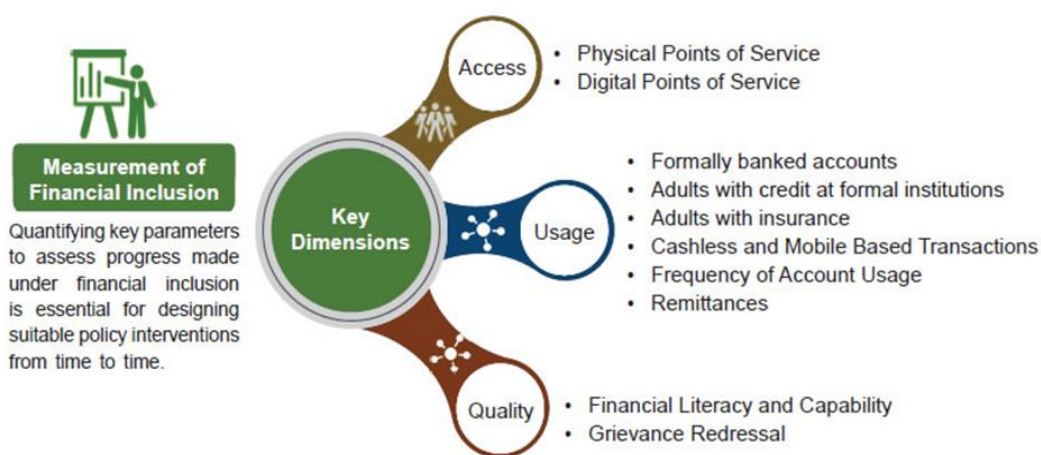 Measurement of
Financial Inclusion
Quantifying key parameters
to assess progress made
under financial inclusion
is essential for designing
suitable policy interventions
from time to time.
Key
Dimensions
Access
• Physical Points of Service
• Digital Points of Service
Usage
• Formally banked accounts
• Adults with credit at formal institutions
• Adults with insurance
• Cashless and Mobile Based Transactions
• Frequency of Account Usage
• Remittances
Quality
• Financial Literacy and Capability
• Grievance Redressal